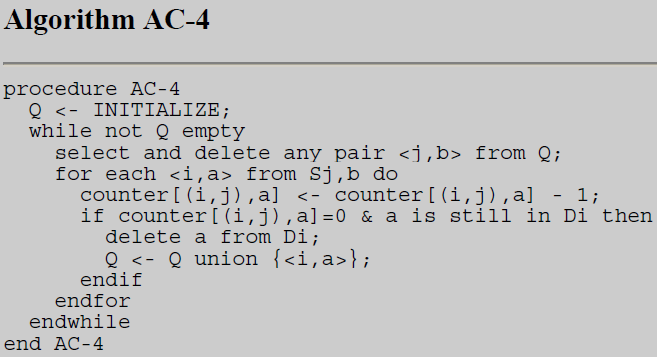 Algorithm AC-4
procedure AC-4
Q <- INITIALIZE;
while not Q empty
select and delete any pair <j,b> from Q;
for each <i,a> from Sj,b do
counter[(i,j),a] <- counter[(i,j),a] - 1;
if counter[(i,j),a]=0 & a is still in Di then
delete a from Di;
Q <- Q union {<i,a>};
endif
endfor
endwhile
end AC-4